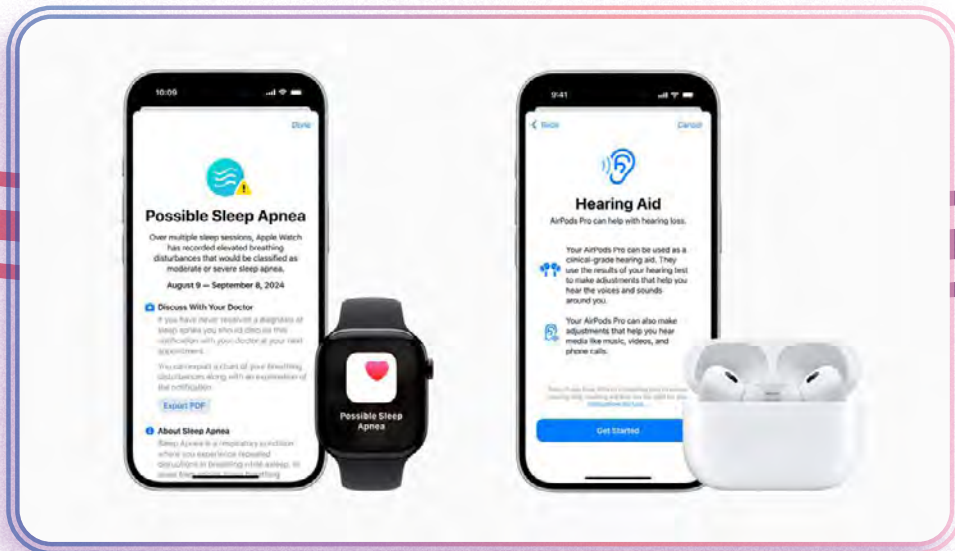 10:09
Done
Possible Sleep Apnea
Over multiple sleep sessions, Apple Watch
has recorded elevated breathing
disturbances that would be classified as
moderate or severe sleep apnea.
August 9 – September 8, 2024
Discuss With Your Doctor
If you have never received a diagnosis of
sleep apnea you should discuss this
notification with your doctor at your next
appointment.
You can export a chart of your breathing
disturbances along with an explanation of
the notification.
Export PDF
About Sleep Apnea
Sleep Apnea is a respiratory condition
where you experience repeated
disruptions in breathing while asleep.
Possible Sleep
Apnea
9:41
Back
Cancel
Hearing Aid
AirPods Pro can help with hearing loss.
Your AirPods Pro can be used as a
clinical-grade hearing aid. They
use the results of your hearing test
to make adjustments that help you
hear the voices and sounds
around you.
Your AirPods Pro can also make
adjustments that help you hear
media like music, videos, and
phone calls.
Get Started